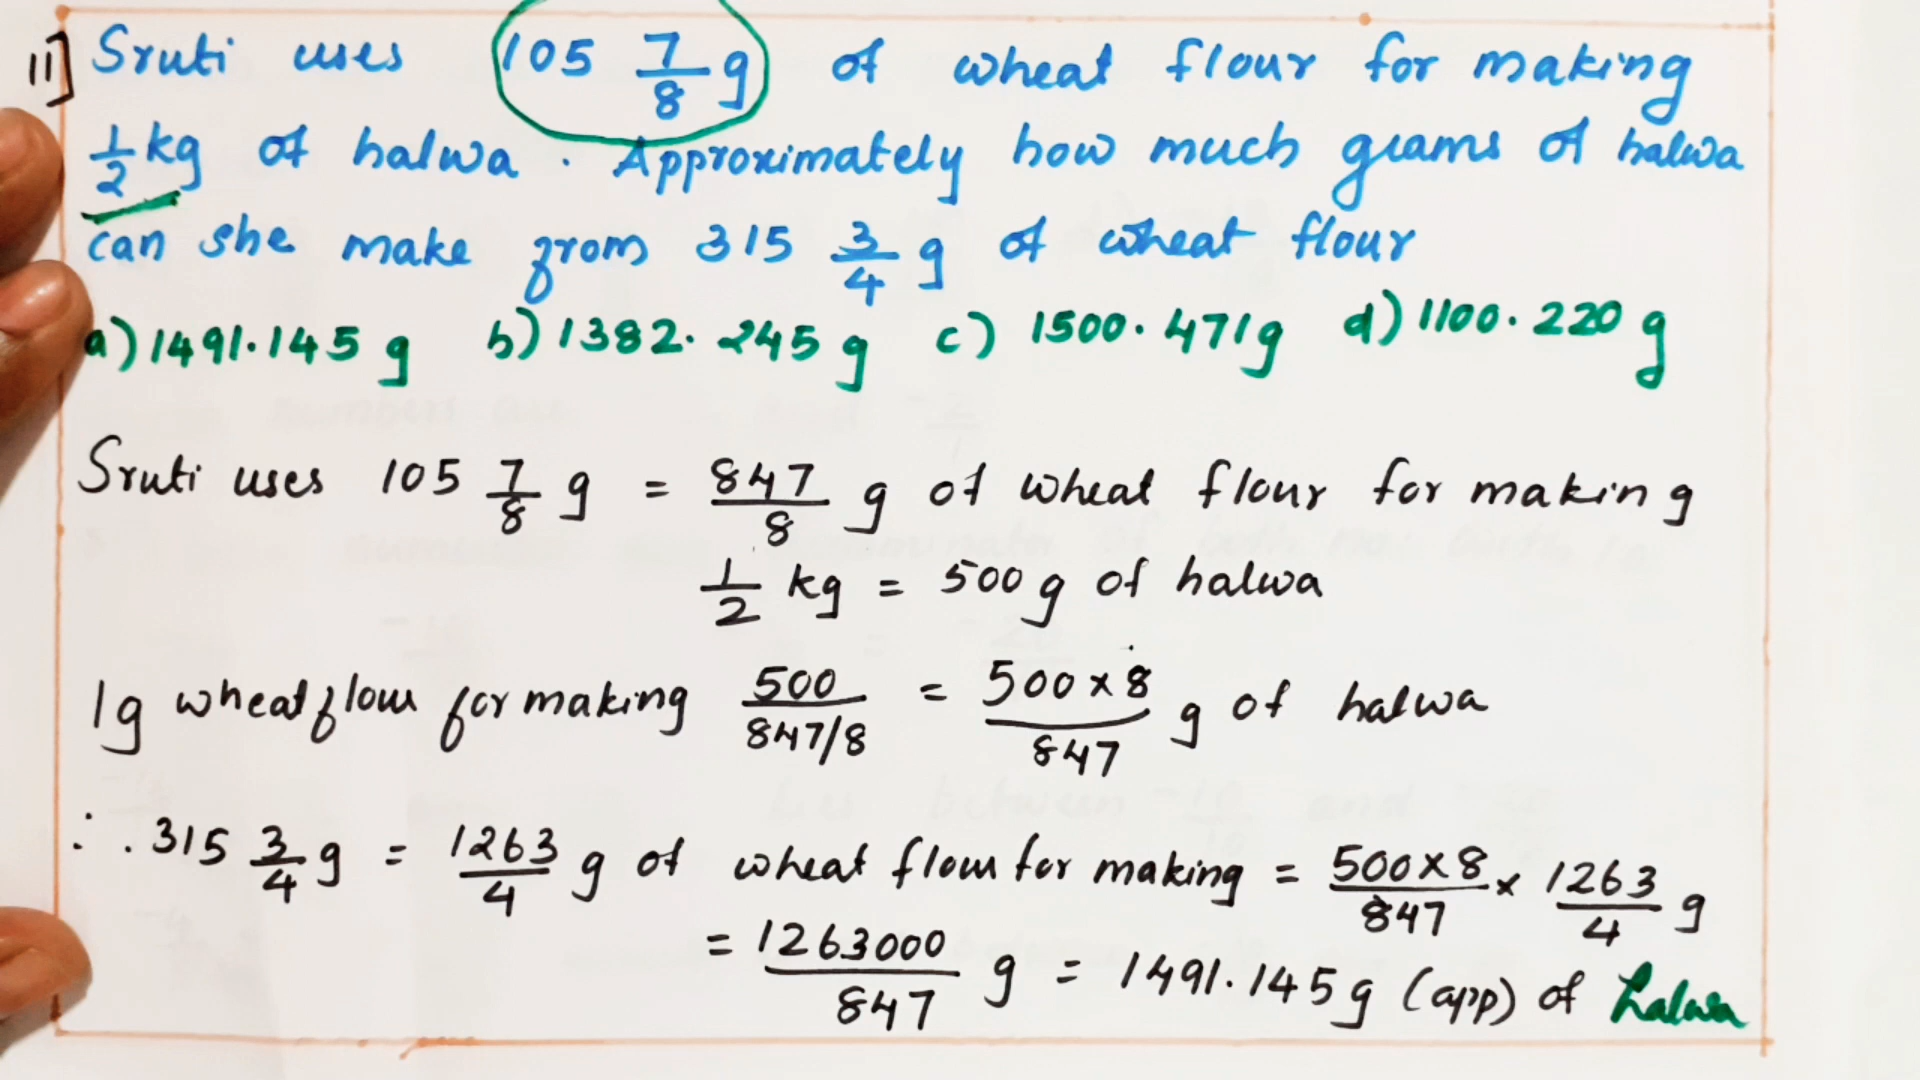 11] Sruti uses 105 7/8 g of wheat flour for making
1/2 kg of halwa. Approximately how much grams of halwa
can she make from 315 3/4 g of wheat flour
a) 1491.145 g b) 1382.245 g c) 1500.471g d) 1100.220 g
Sruti uses 105 7/8 g = 847/8 g of wheat flour for making
1/2 kg = 500 g of halwa
1g wheat flour for making 500/(847/8) = (500 x 8)/847 g of halwa
∴ 315 3/4 g = 1263/4 g of wheat flour for making = (500 x 8)/847 x 1263/4 g
= 1263000/847 g = 1491.145g (app) of halwa